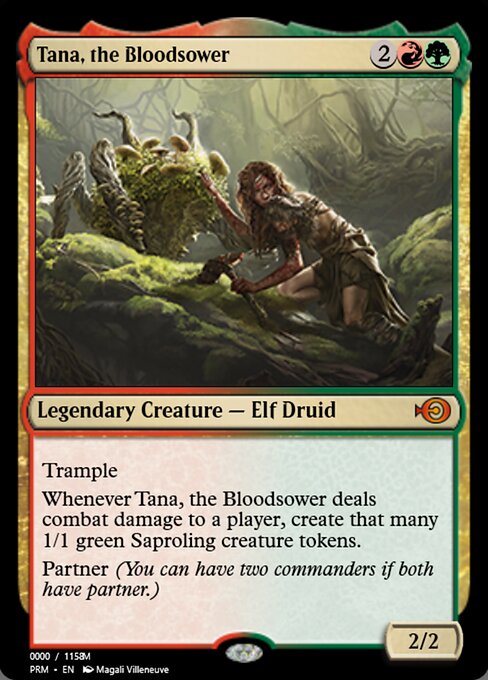 Tana, the Bloodsower 2
Legendary Creature — Elf Druid
Trample
Whenever Tana, the Bloodsower deals
combat damage to a player, create that many
1/1 green Saproling creature tokens.
Partner (You can have two commanders if both
have partner.)
2/2
0000 / 1158M
PRM • EN Magali Villeneuve